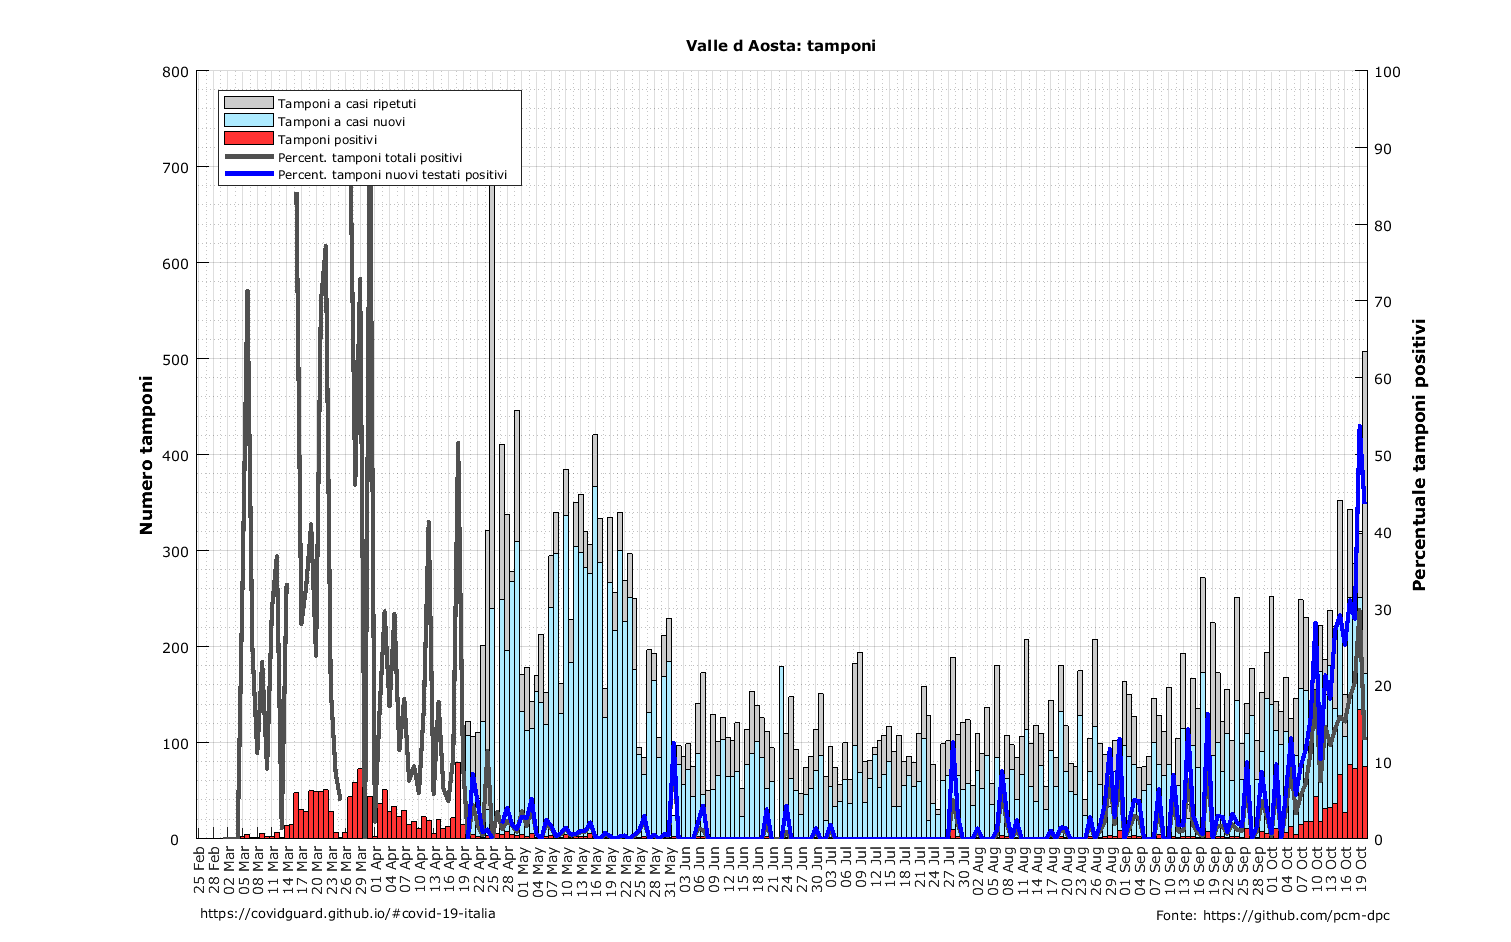 Valle d Aosta: tamponi
Tamponi a casi ripetuti
Tamponi a casi nuovi
Tamponi positivi
Percent. tamponi totali positivi
Percent. tamponi nuovi testati positivi
Numero tamponi
800
700
600
500
400
300
200
100
0
Percentuale tamponi positivi
100
90
80
70
60
50
40
30
20
10
0
25 Feb
28 Feb
02 Mar
05 Mar
08 Mar
11 Mar
14 Mar
17 Mar
20 Mar
23 Mar
26 Mar
29 Mar
01 Apr
04 Apr
07 Apr
10 Apr
13 Apr
16 Apr
19 Apr
22 Apr
25 Apr
28 Apr
01 May
04 May
07 May
10 May
13 May
16 May
19 May
22 May
25 May
28 May
31 May
03 Jun
06 Jun
09 Jun
12 Jun
15 Jun
18 Jun
21 Jun
24 Jun
27 Jun
30 Jun
03 Jul
06 Jul
09 Jul
12 Jul
15 Jul
18 Jul
21 Jul
24 Jul
27 Jul
30 Jul
02 Aug
05 Aug
08 Aug
11 Aug
14 Aug
17 Aug
20 Aug
23 Aug
26 Aug
29 Aug
01 Sep
04 Sep
07 Sep
10 Sep
13 Sep
16 Sep
19 Sep
22 Sep
25 Sep
28 Sep
01 Oct
04 Oct
07 Oct
10 Oct
13 Oct
16 Oct
19 Oct
https://covidguard.github.io/#covid-19-italia
Fonte: https://github.com/pcm-dpc